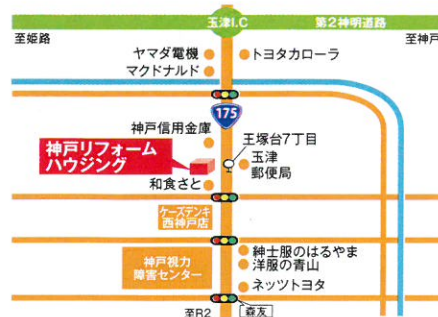 玉津I.C
第2神明道路
至姫路
至神戸
ヤマダ電機
トヨタカローラ
マクドナルド
175
神戸信用金庫
王塚台7丁目
神戸リフォーム
ハウジング
玉津
郵便局
和食さと
ケーズデンキ
西神戸店
神戸視力
障害センター
紳士服のはるやま
洋服の青山
ネッツトヨタ
至R2
森友